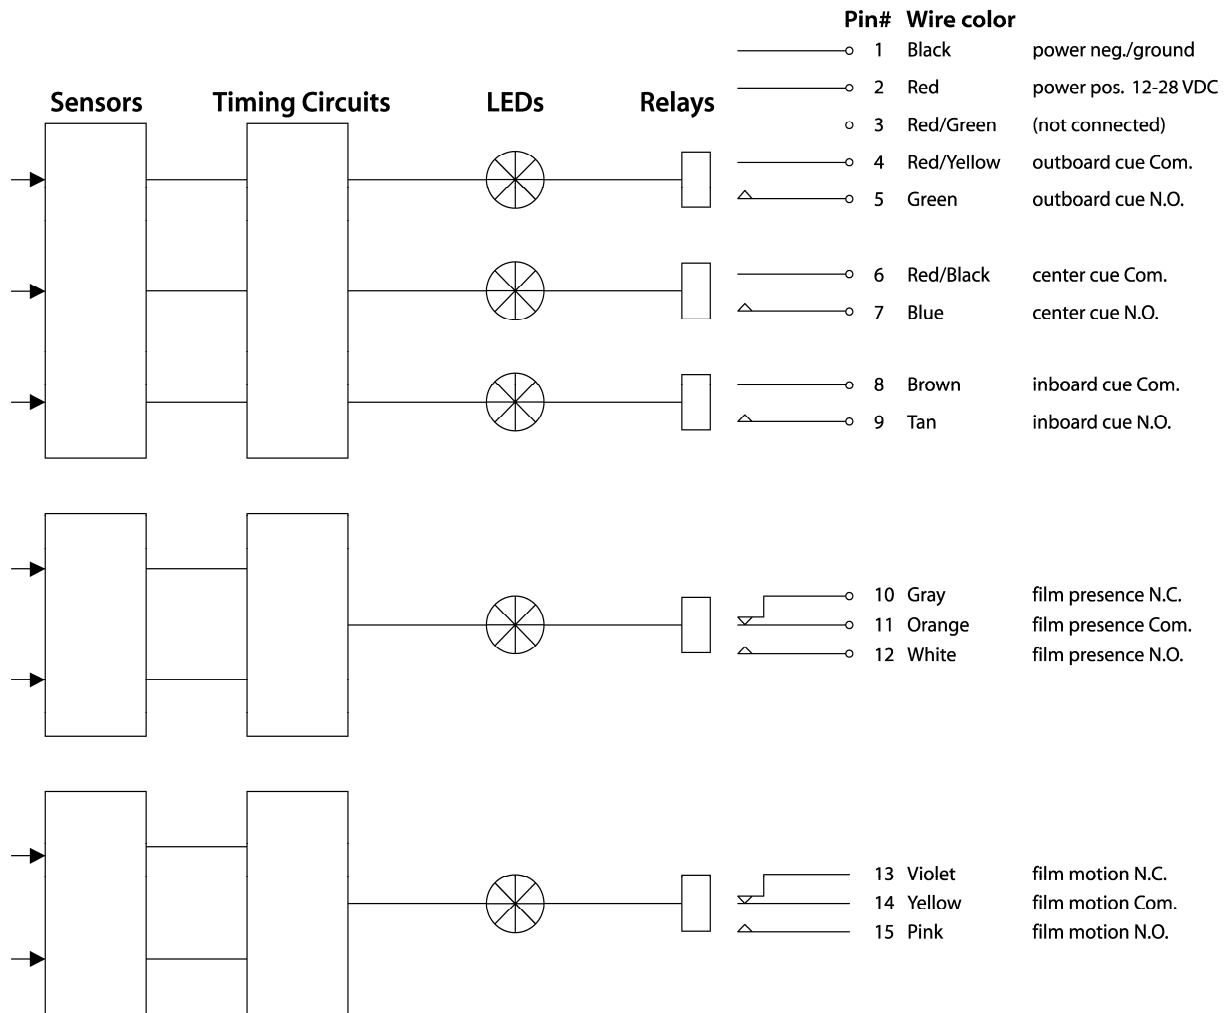 Pin# Wire color
1 Black power neg./ground
2 Red power pos. 12-28 VDC
Sensors Timing Circuits LEDs Relays
3 Red/Green (not connected)
4 Red/Yellow outboard cue Com.
5 Green outboard cue N.O.
6 Red/Black center cue Com.
7 Blue center cue N.O.
8 Brown inboard cue Com.
9 Tan inboard cue N.O.
10 Gray film presence N.C.
11 Orange film presence Com.
12 White film presence N.O.
13 Violet film motion N.C.
14 Yellow film motion Com.
15 Pink film motion N.O.